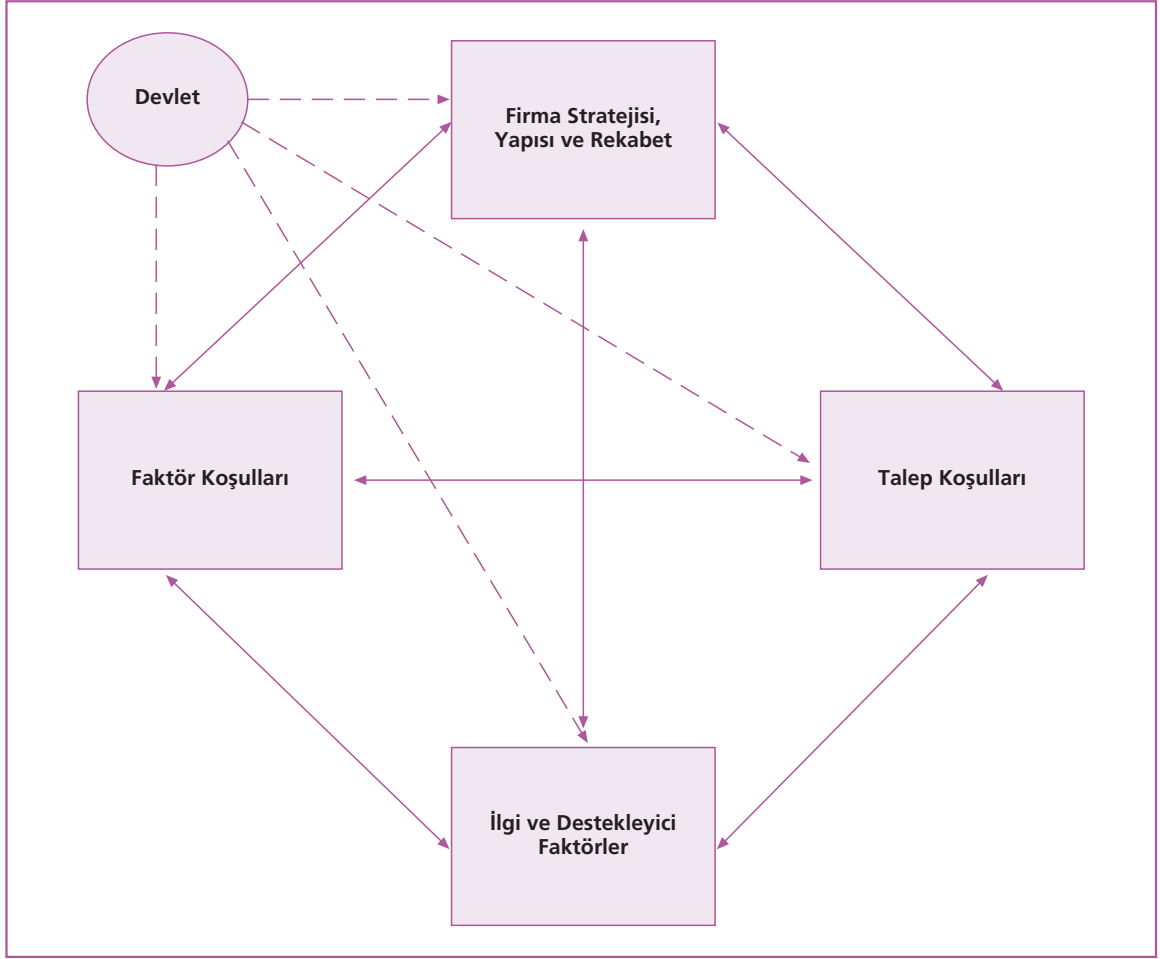 Devlet
Firma Stratejisi,
Yapısı ve Rekabet
Faktör Koşulları
Talep Koşulları
İlgi ve Destekleyici
Faktörler